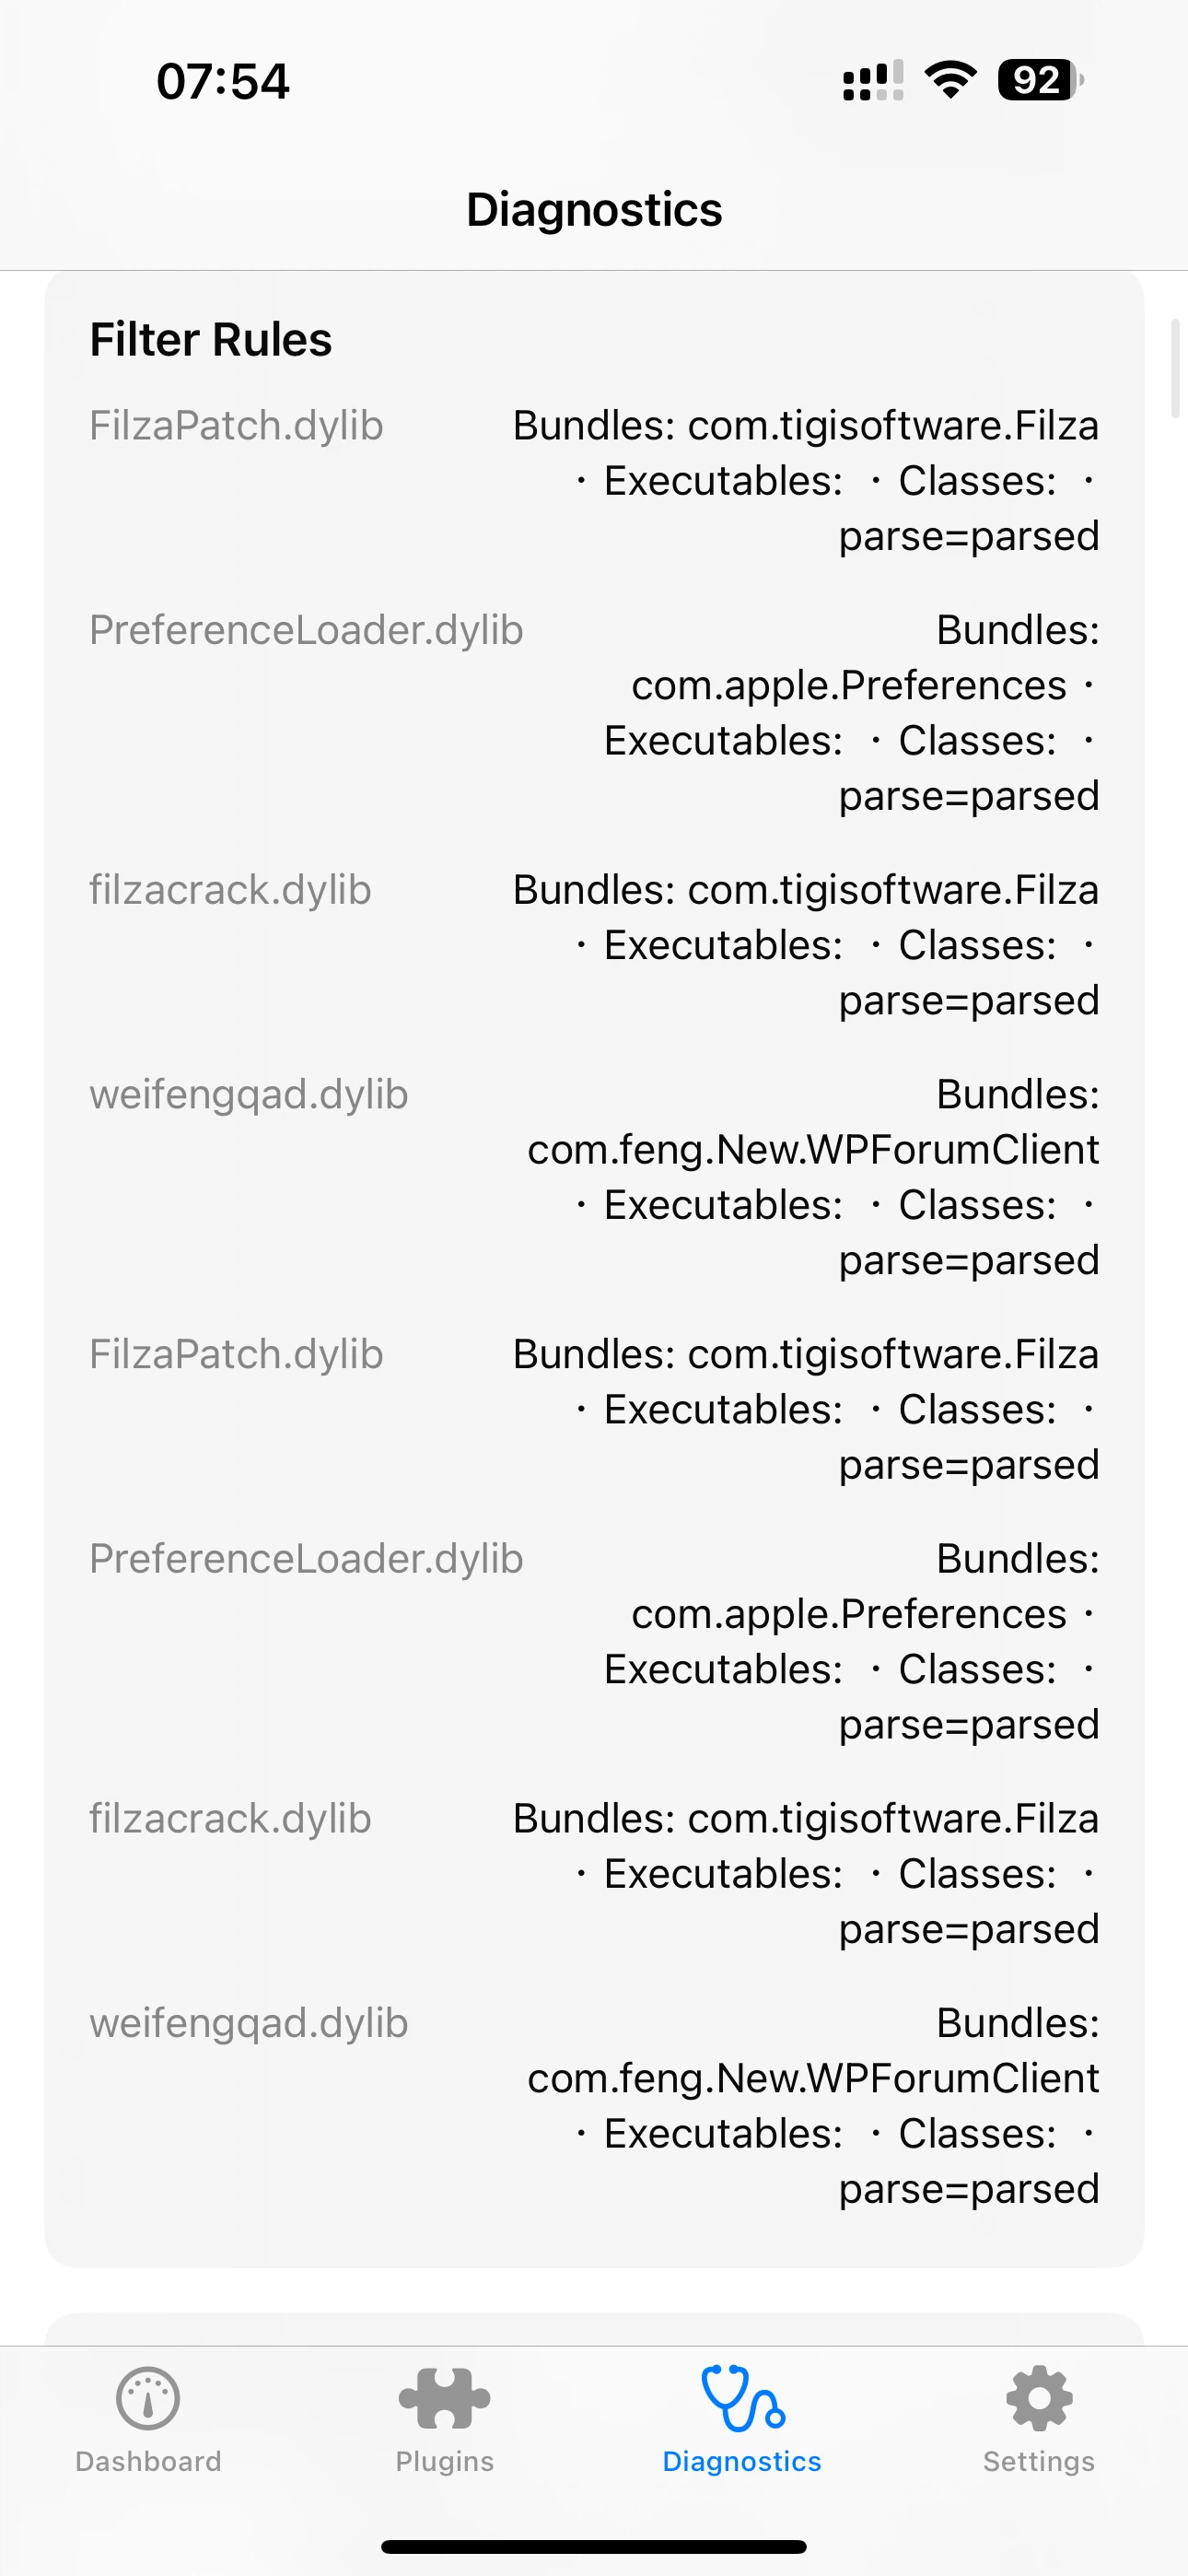 07:54
92
Diagnostics
Filter Rules
FilzaPatch.dylib Bundles: com.tigisoftware.Filza
· Executables: · Classes: ·
parse=parsed
PreferenceLoader.dylib Bundles:
com.apple.Preferences ·
Executables: · Classes: ·
parse=parsed
filzacrack.dylib Bundles: com.tigisoftware.Filza
· Executables: · Classes: ·
parse=parsed
weifengqad.dylib Bundles:
com.feng.New.WPForumClient
· Executables: · Classes: ·
parse=parsed
FilzaPatch.dylib Bundles: com.tigisoftware.Filza
· Executables: · Classes: ·
parse=parsed
PreferenceLoader.dylib Bundles:
com.apple.Preferences ·
Executables: · Classes: ·
parse=parsed
filzacrack.dylib Bundles: com.tigisoftware.Filza
· Executables: · Classes: ·
parse=parsed
weifengqad.dylib Bundles:
com.feng.New.WPForumClient
· Executables: · Classes: ·
parse=parsed
Dashboard Plugins Diagnostics Settings